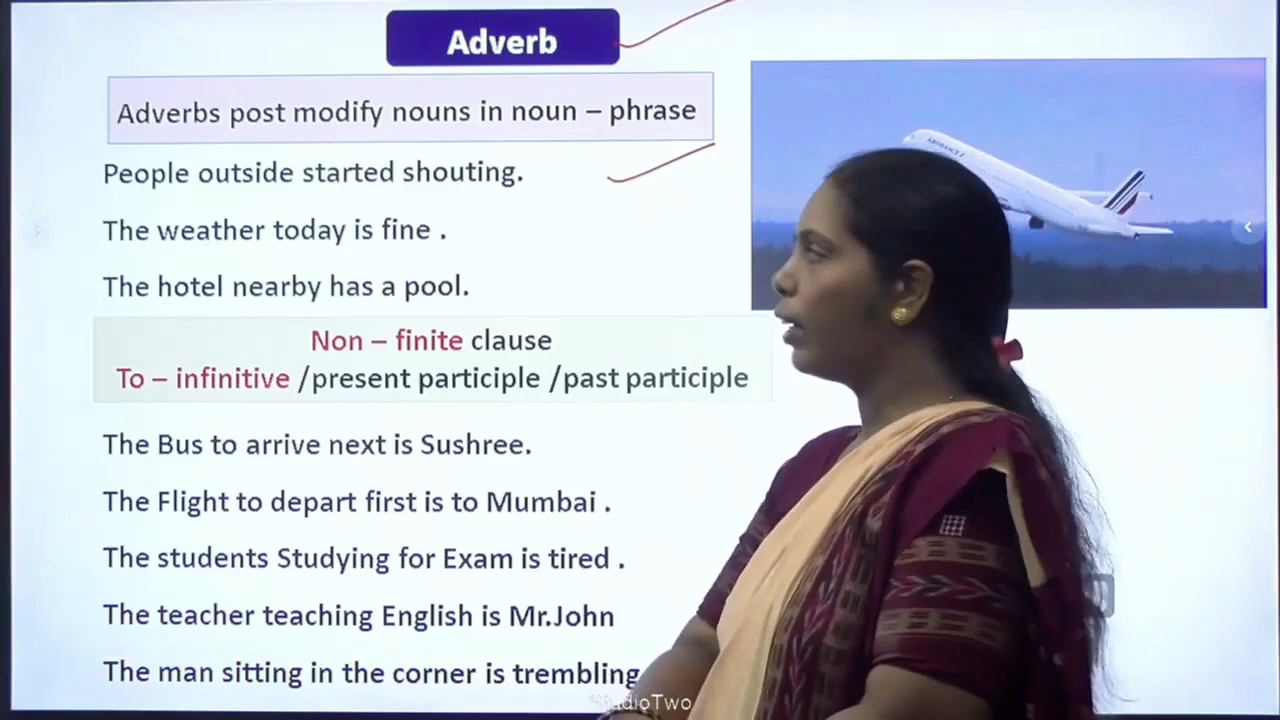 Adverb
Adverbs post modify nouns in noun – phrase
People outside started shouting.
The weather today is fine .
The hotel nearby has a pool.
Non – finite clause
To – infinitive /present participle /past participle
The Bus to arrive next is Sushree.
The Flight to depart first is to Mumbai .
The students Studying for Exam is tired .
The teacher teaching English is Mr.John
The man sitting in the corner is trembling